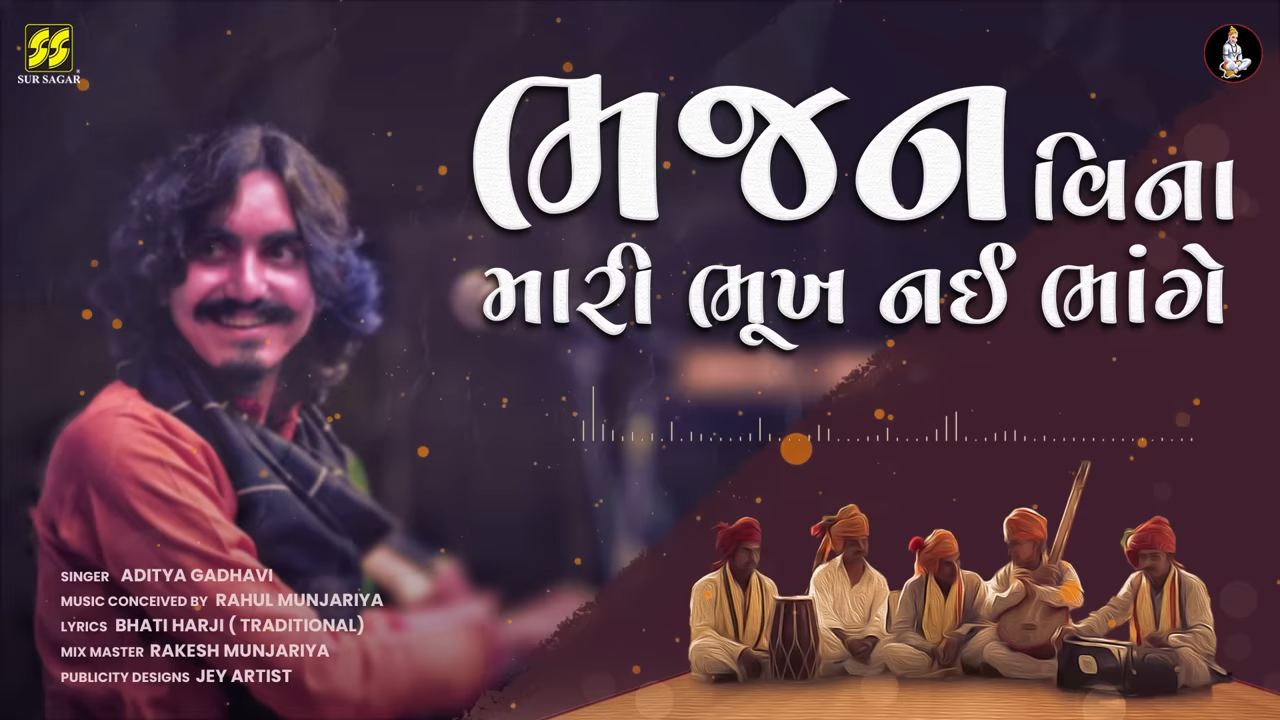 SS
SUR SAGAR
ભજન વિના
મારી ભૂખ નઈ ભાંગે
SINGER ADITYA GADHAVI
MUSIC CONCEIVED BY RAHUL MUNJARIYA
LYRICS BHATI HARJI ( TRADITIONAL)
MIX MASTER RAKESH MUNJARIYA
PUBLICITY DESIGNS JEY ARTIST